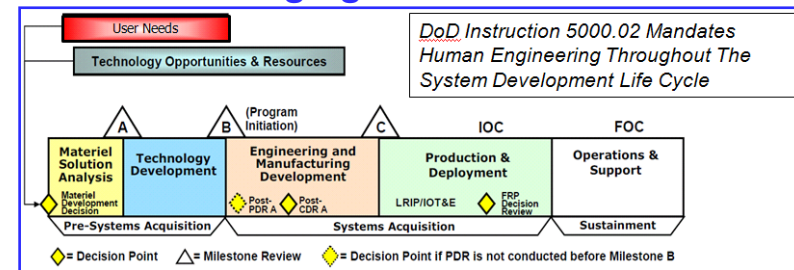 User Needs
Technology Opportunities & Resources
DoD Instruction 5000.02 Mandates
Human Engineering Throughout The
System Development Life Cycle
A
B
(Program
Initiation)
C
IOC
FOC
Materiel
Solution
Analysis
Materiel
Development
Decision
Technology
Development
Engineering and
Manufacturing
Development
Post-
PDR A
Post-
CDR A
Production &
Deployment
LRIP/IOT&E
FRP
Decision
Review
Operations &
Support
Pre-Systems Acquisition
Systems Acquisition
Sustainment
= Decision Point
= Milestone Review
= Decision Point if PDR is not conducted before Milestone B